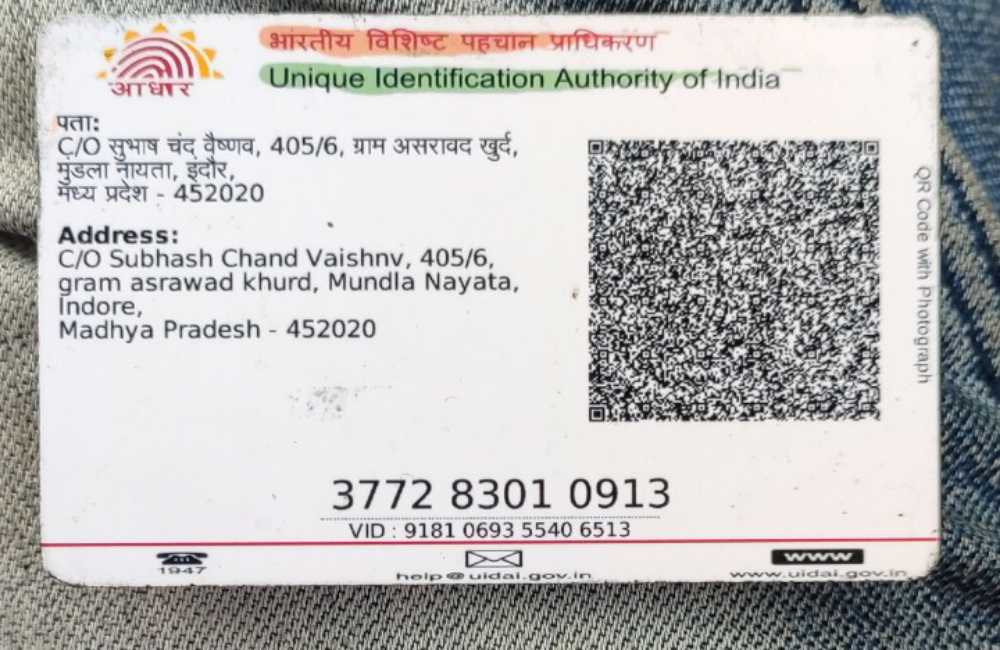 भारतीय विशिष्ट पहचान प्राधिकरण
Unique Identification Authority of India
आधार
पता:
C/O सुभाष चंद वैष्णव, 405/6, ग्राम असरावद खुर्द,
मुंडला नायता, इंदौर,
मध्य प्रदेश - 452020
Address:
C/O Subhash Chand Vaishnv, 405/6,
gram asrawad khurd, Mundla Nayata,
Indore,
Madhya Pradesh - 452020
QR Code with Photograph
3772 8301 0913
VID : 9181 0693 5540 6513
1947
help@uidai.gov.in
www
www.uidai.gov.in